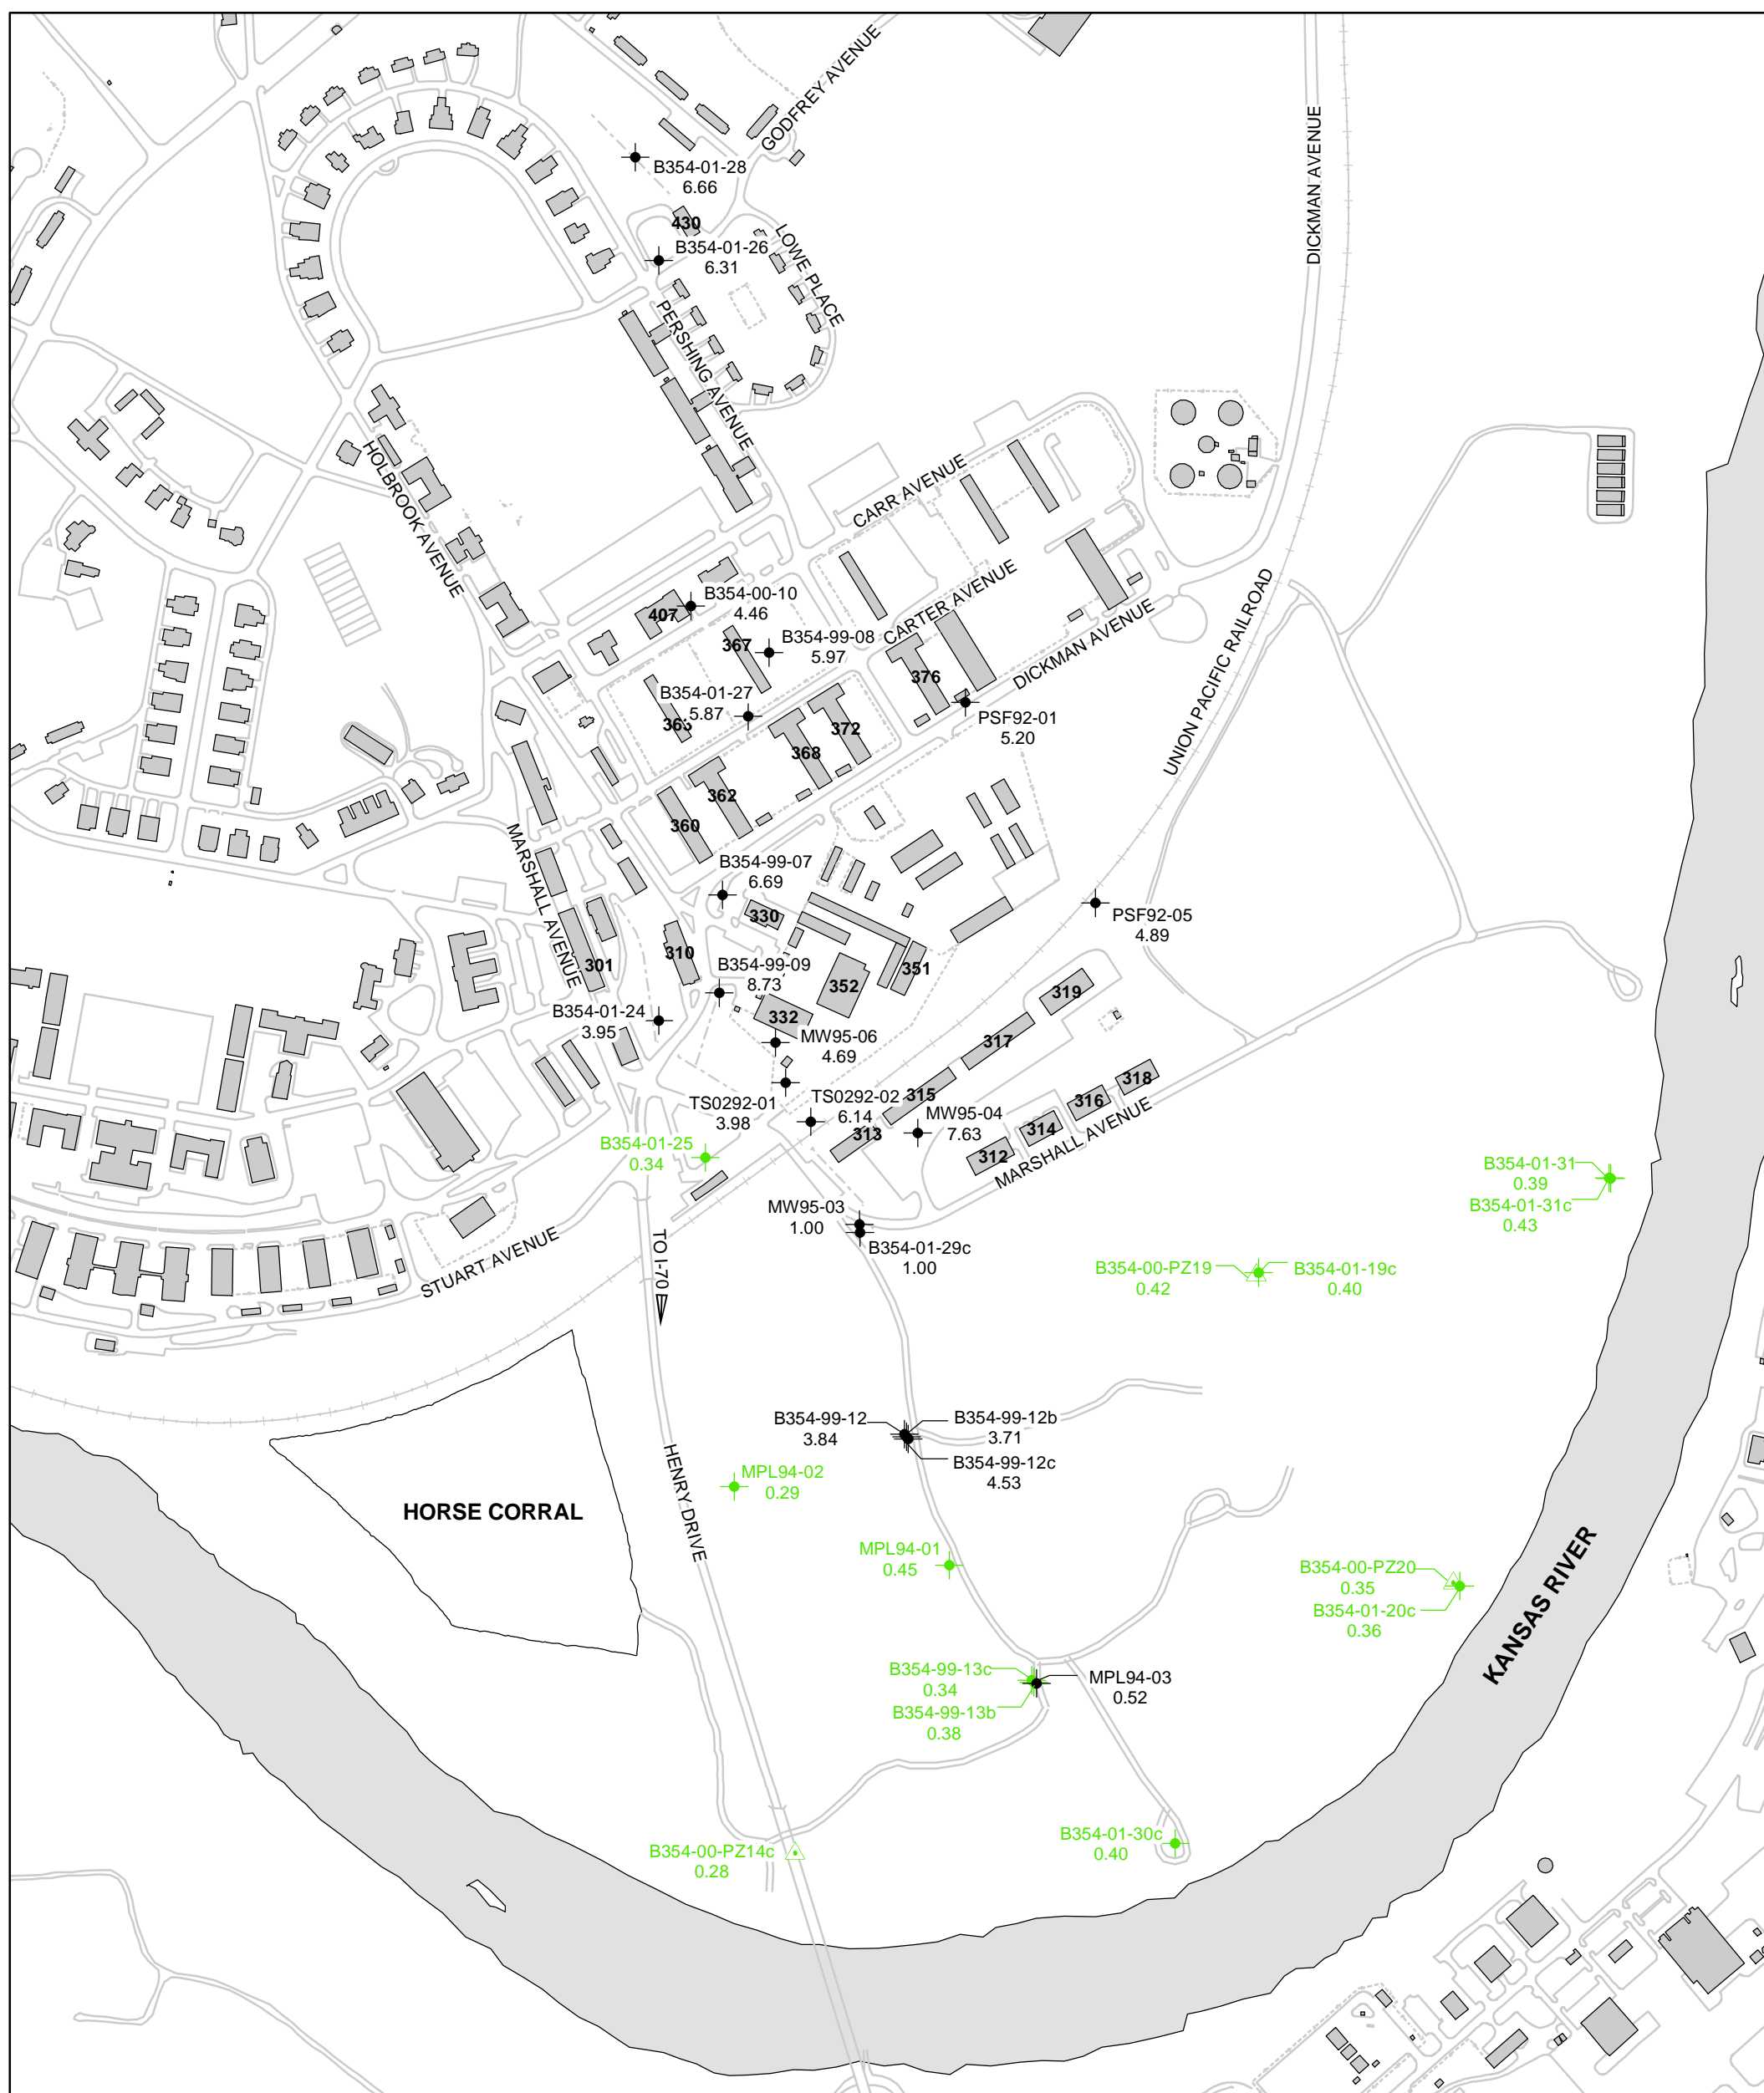 GODFREY AVENUE
DICKMAN AVENUE
B354-01-28
6.66
430
LOWE PLACE
B354-01-26
6.31
PERSHING AVENUE
HOLBROOK AVENUE
CARR AVENUE
CARTER AVENUE
DICKMAN AVENUE
UNION PACIFIC RAILROAD
B354-00-10
4.46
407
367
B354-99-08
5.97
376
B354-01-27
5.87
363
372
368
PSF92-01
5.20
362
360
MARSHALL AVENUE
B354-99-07
6.69
330
PSF92-05
4.89
310
301
B354-99-09
8.73
352
351
319
B354-01-24
3.95
332
MW95-06
4.69
317
318
315
316
TS0292-01
3.98
TS0292-02
6.14
MW95-04
7.63
313
314
312
MARSHALL AVENUE
B354-01-25
0.34
B354-01-31
0.39
B354-01-31c
0.43
MW95-03
1.00
B354-01-29c
1.00
STUART AVENUE
TO I-70
B354-00-PZ19
0.42
B354-01-19c
0.40
B354-99-12
3.84
B354-99-12b
3.71
B354-99-12c
4.53
HENRY DRIVE
MPL94-02
0.29
HORSE CORRAL
MPL94-01
0.45
B354-00-PZ20
0.35
B354-01-20c
0.36
KANSAS RIVER
B354-99-13c
0.34
MPL94-03
0.52
B354-99-13b
0.38
B354-01-30c
0.40
B354-00-PZ14c
0.28